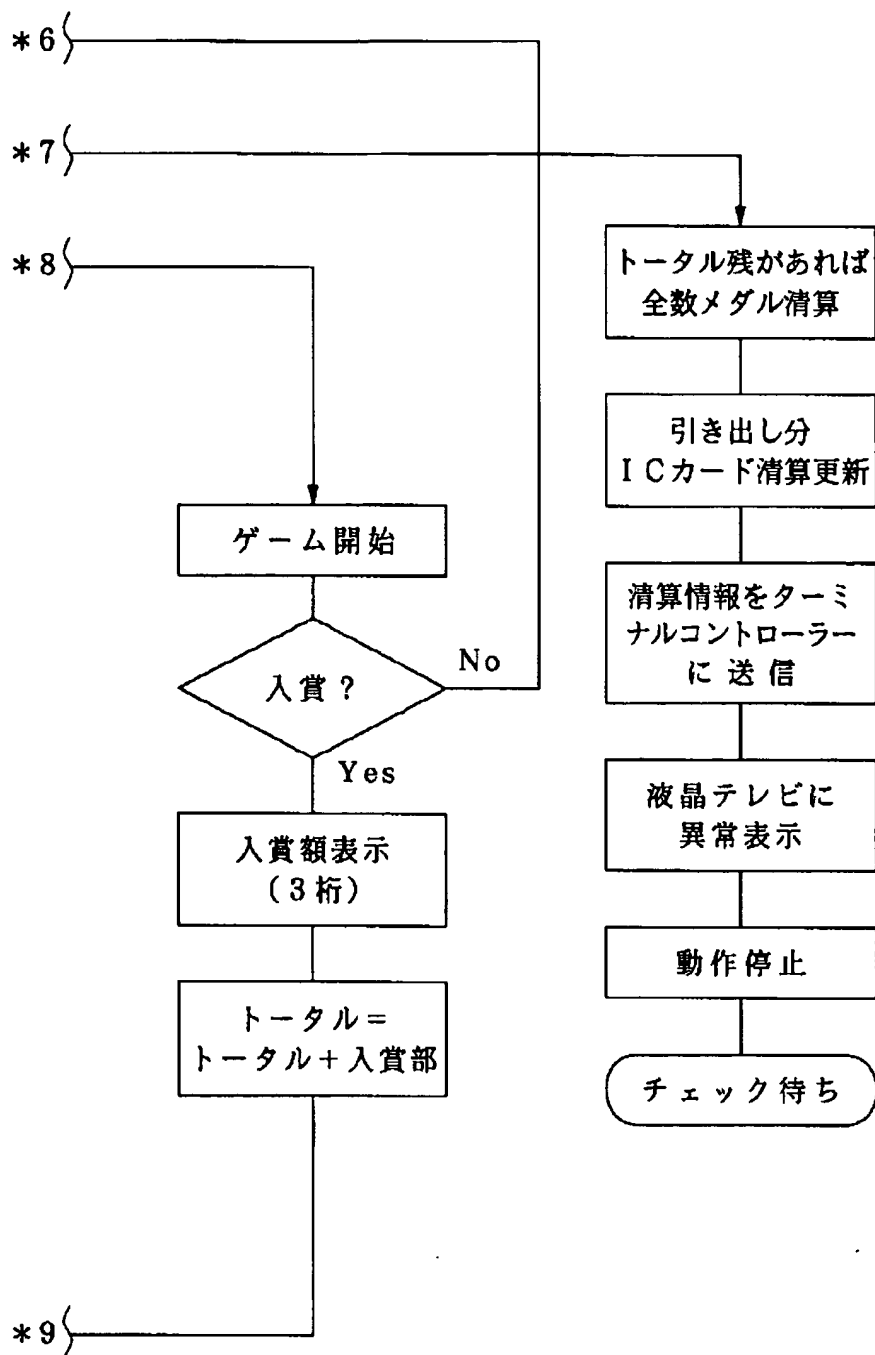 *6
*7
*8
トータル残があれば
全数メダル清算
引き出し分
ICカード清算更新
ゲーム開始
清算情報をターミ
ナルコントローラー
に送信
入賞?
No
Yes
液晶テレビに
異常表示
入賞額表示
(3桁)
動作停止
トータル=
トータル+入賞部
チェック待ち
*9